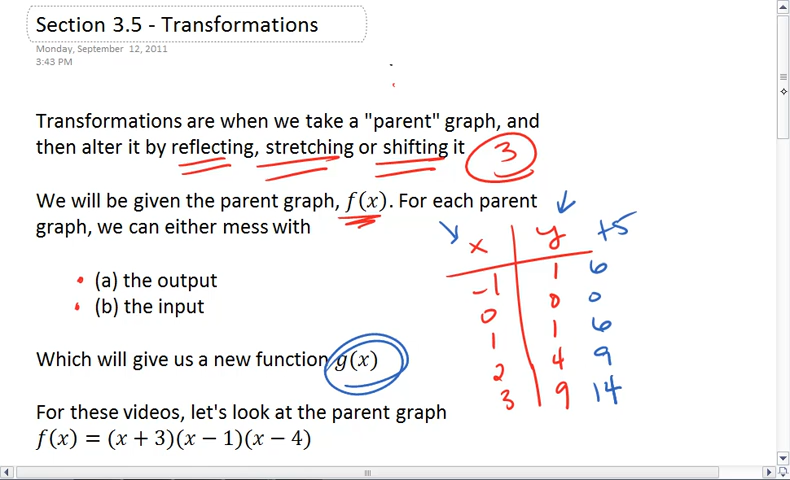 Section 3.5 - Transformations
Monday, September 12, 2011
3:43 PM
Transformations are when we take a "parent" graph, and
then alter it by reflecting, stretching or shifting it 3
We will be given the parent graph, f(x). For each parent
graph, we can either mess with
x y +5
-1 1 6
• (a) the output
0 0 0
• (b) the input
1 1 6
2 4 9
3 9 14
Which will give us a new function g(x)
For these videos, let's look at the parent graph
f(x) = (x + 3)(x − 1)(x − 4)